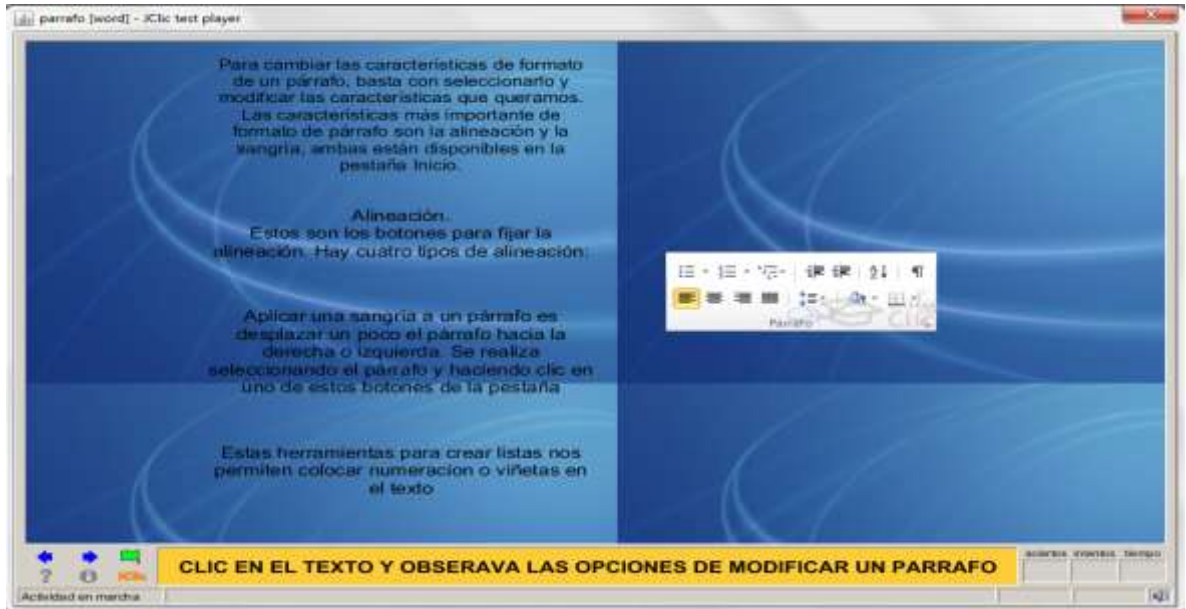 parrafo [word] - JClic test player
Para cambiar las características de formato
de un párrafo, basta con seleccionarlo y
modificar las características que queramos.
Las características más importante de
formato de párrafo son la alineación y la
sangría, ambas están disponibles en la
pestaña Inicio.
Alineación.
Estos son los botones para fijar la
alineación. Hay cuatro tipos de alineación:
Aplicar una sangría a un párrafo es
desplazar un poco el párrafo hacia la
derecha o izquierda. Se realiza
seleccionando el párrafo y haciendo clic en
uno de estos botones de la pestaña
Estas herramientas para crear listas nos
permiten colocar numeracion o viñetas en
el texto
Párrafo
CLIC
CLIC EN EL TEXTO Y OBSERAVA LAS OPCIONES DE MODIFICAR UN PARRAFO
aciertos intentos tiempo
JClic
Actividad en marcha